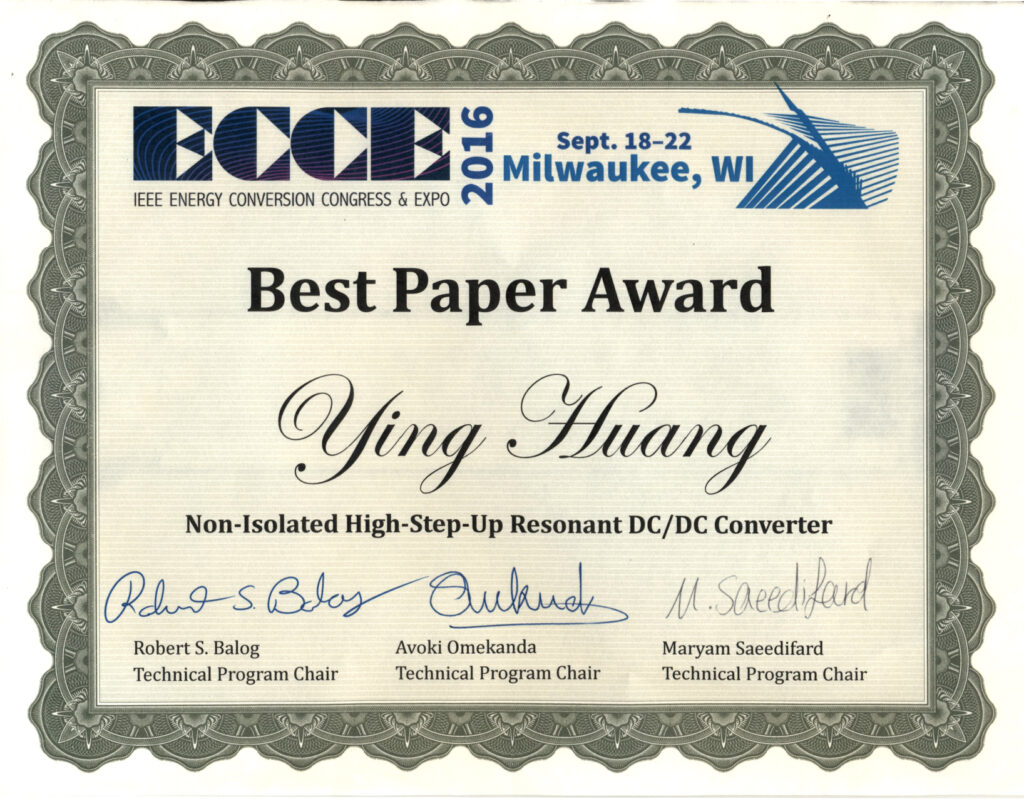 ECCE 2016
IEEE ENERGY CONVERSION CONGRESS & EXPO
Sept. 18–22
Milwaukee, WI
Best Paper Award
Ying Huang
Non-Isolated High-Step-Up Resonant DC/DC Converter
Robert S. Balog
M. Saeedifard
Robert S. Balog
Technical Program Chair
Avoki Omekanda
Technical Program Chair
Maryam Saeedifard
Technical Program Chair